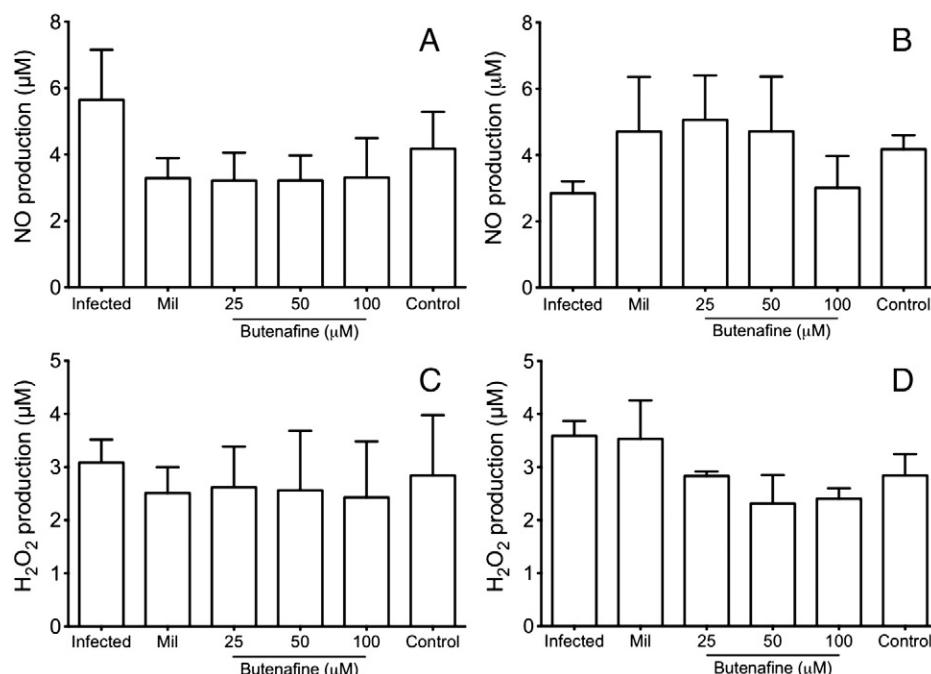 A
NO production (µM)
8
6
4
2
0
Infected Mil 25 50 100 Control
Butenafine (µM)
B
NO production (µM)
8
6
4
2
0
Infected Mil 25 50 100 Control
Butenafine (µM)
C
H₂O₂ production (µM)
5
4
3
2
1
0
Infected Mil 25 50 100 Control
Butenafine (µM)
D
H₂O₂ production (µM)
5
4
3
2
1
0
Infected Mil 25 50 100 Control
Butenafine (µM)